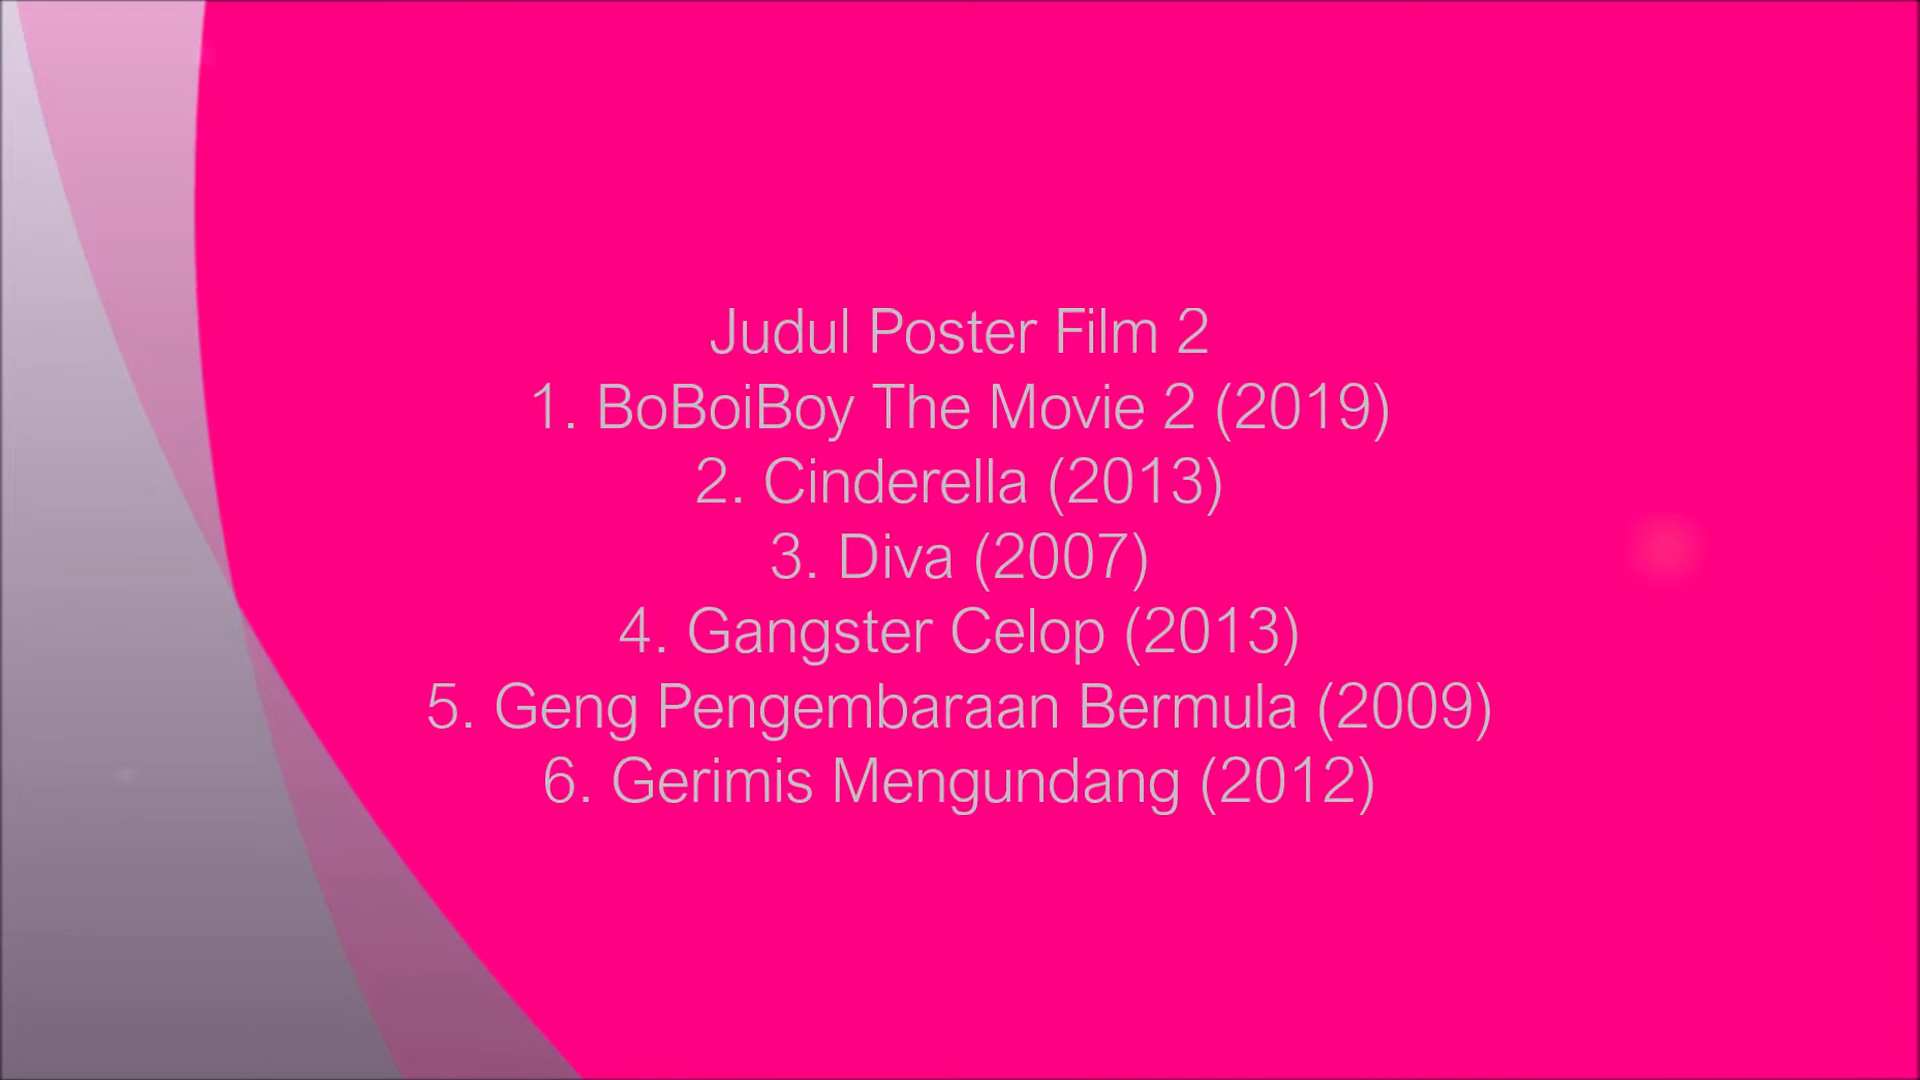 Judul Poster Film 2
1. BoBoiBoy The Movie 2 (2019)
2. Cinderella (2013)
3. Diva (2007)
4. Gangster Celop (2013)
5. Geng Pengembaraan Bermula (2009)
6. Gerimis Mengundang (2012)